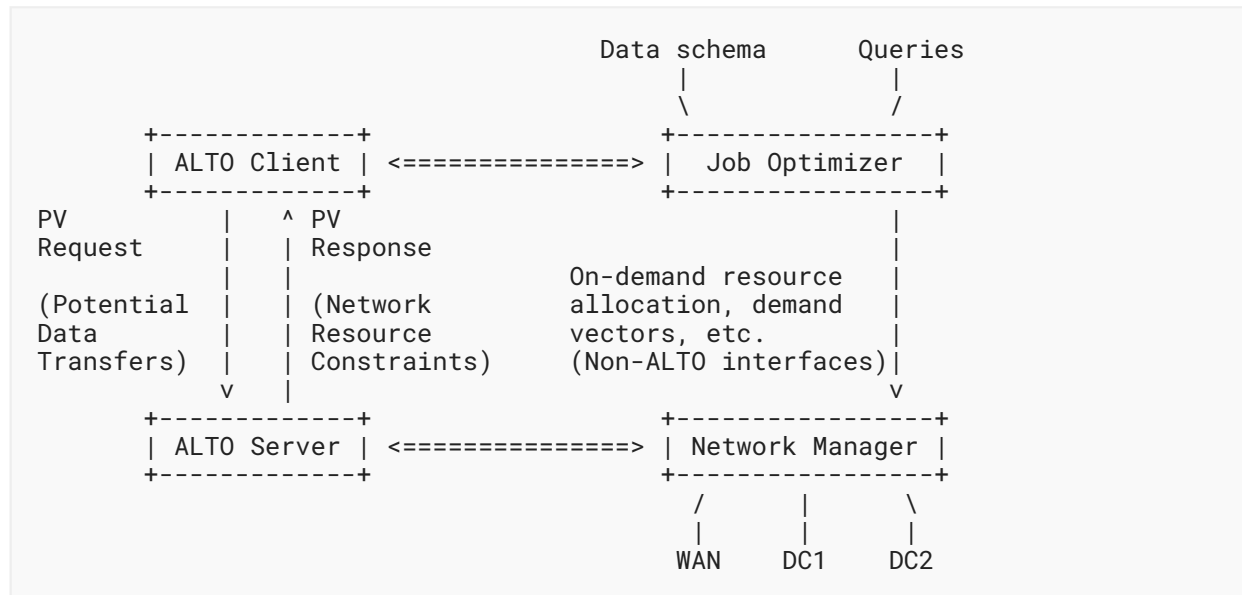 Data schema Queries
ALTO Client <===============> Job Optimizer
PV ^ PV
Request Response
On-demand resource
(Potential (Network allocation, demand
Data Resource vectors, etc.
Transfers) Constraints) (Non-ALTO interfaces)
v v
ALTO Server <===============> Network Manager
WAN DC1 DC2